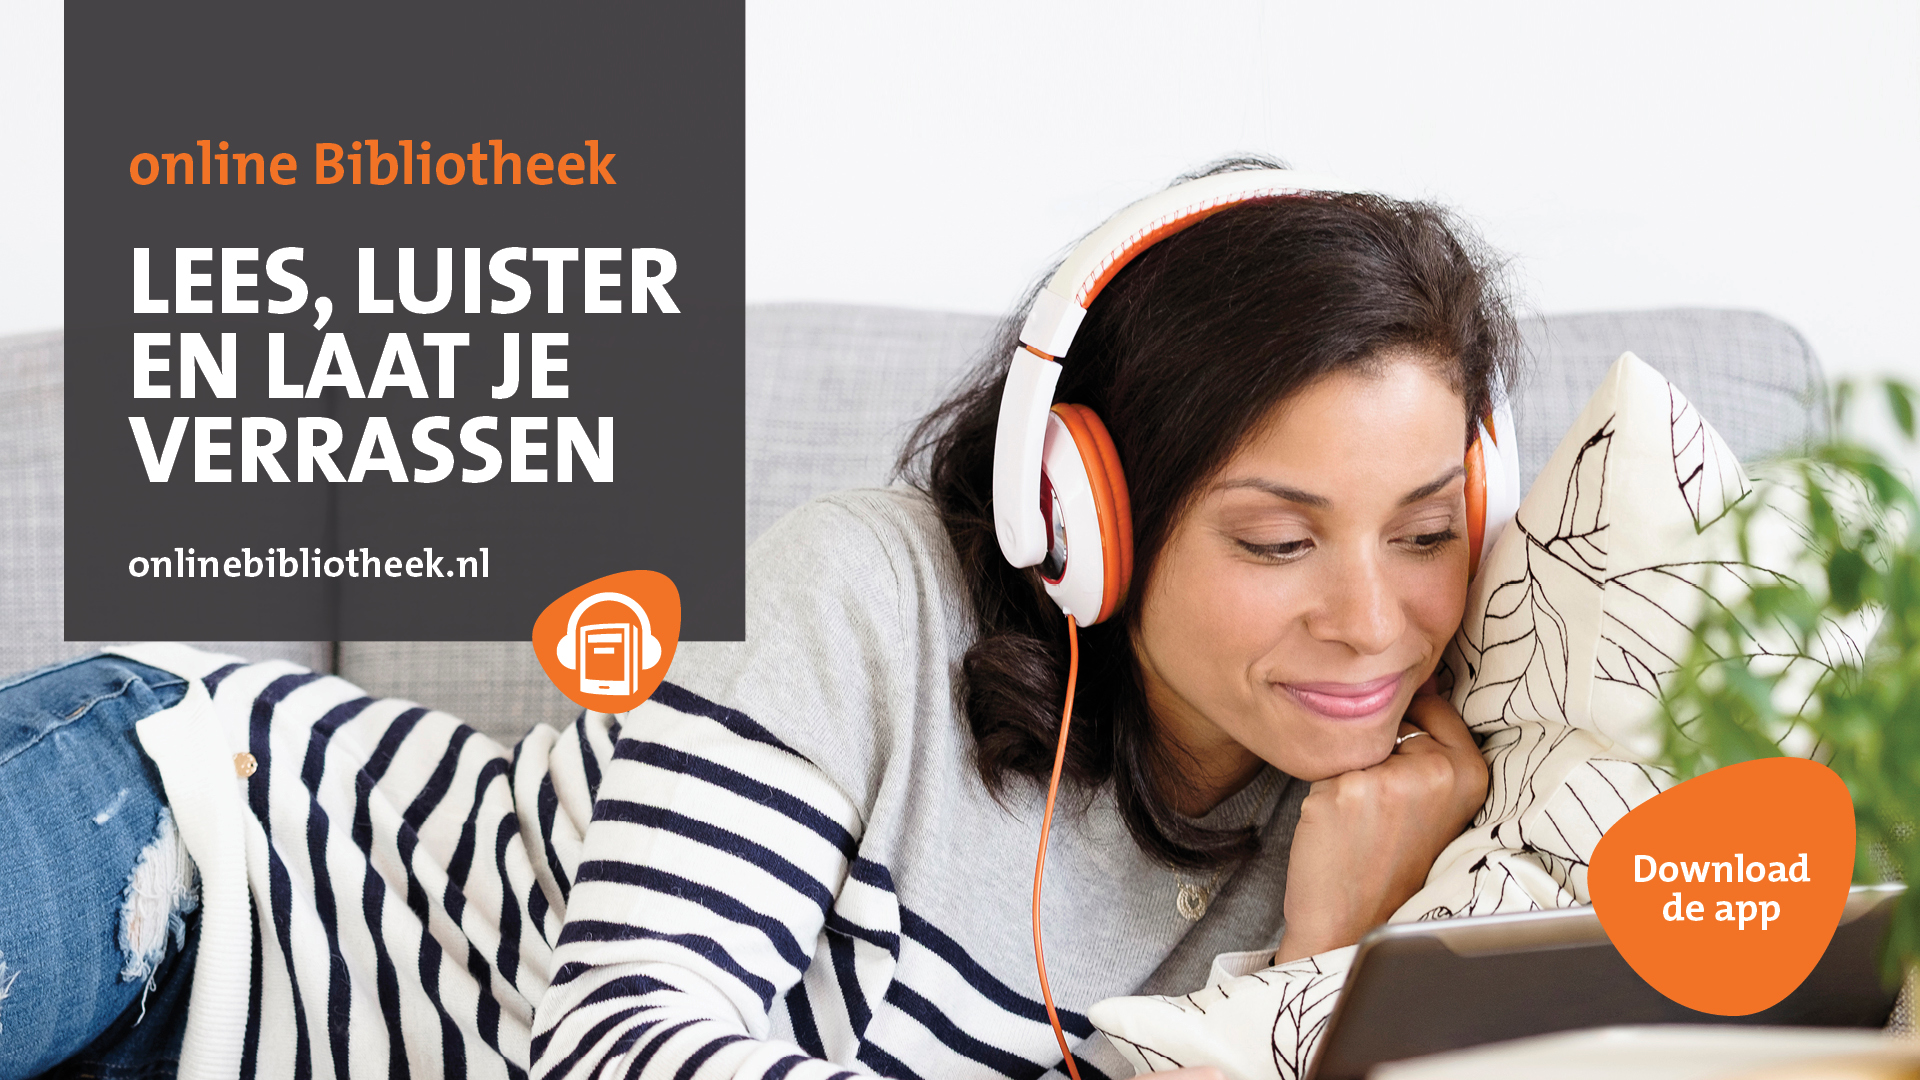 online Bibliotheek
LEES, LUISTER
EN LAAT JE
VERRASSEN
onlinebibliotheek.nl
Download
de app